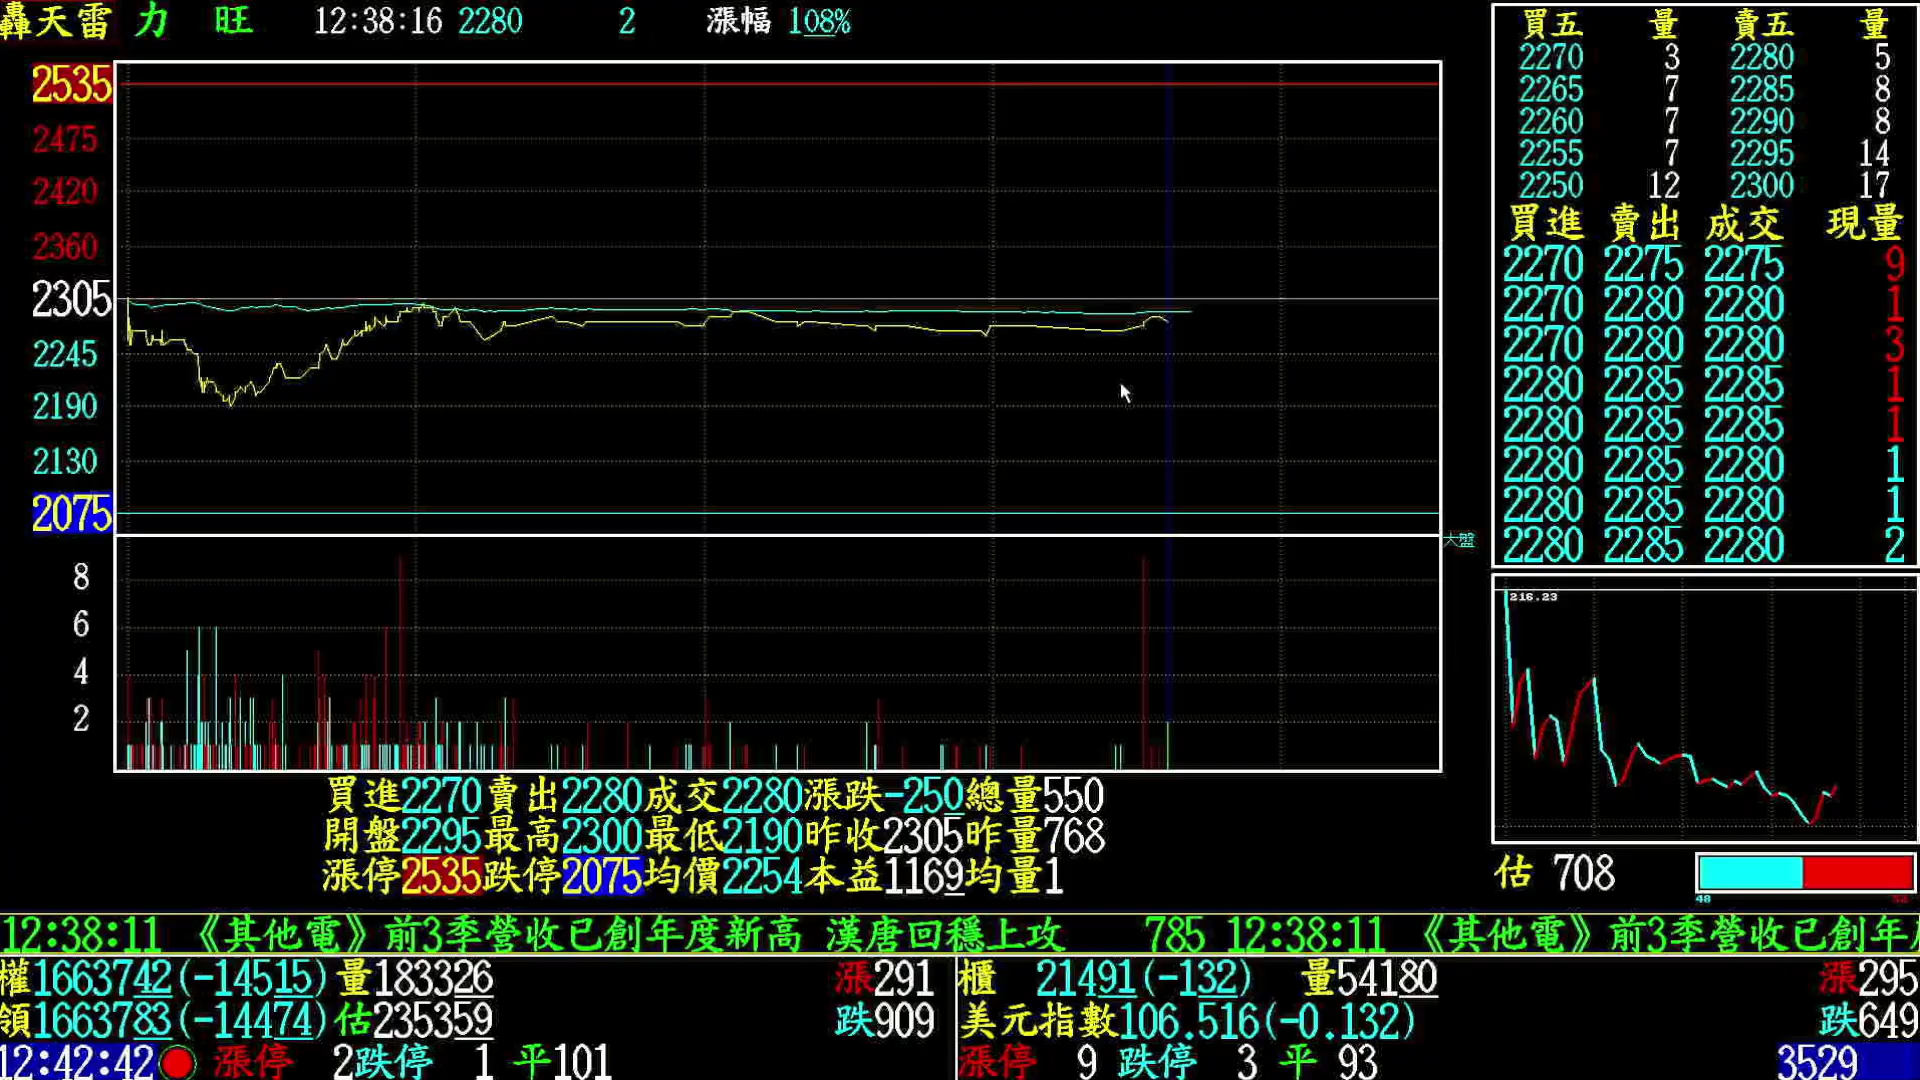 轟天雷 力 旺 12:38:16 2280 2 漲幅 108%
2535
2475
2420
2360
2305
2245
2190
2130
2075
大盤
8
6
4
2
買五 量 賣五 量
2270 3 2280 5
2265 7 2285 8
2260 7 2290 8
2255 7 2295 14
2250 12 2300 17
買進 賣出 成交 現量
2270 2275 2275 9
2270 2280 2280 1
2270 2280 2280 3
2280 2285 2285 1
2280 2285 2285 1
2280 2285 2280 1
2280 2285 2280 1
2280 2285 2280 2
216.23
估 708
48
買進2270賣出2280成交2280漲跌-250總量550
開盤2295最高2300最低2190昨收2305昨量768
漲停2535跌停2075均價2254本益1169均量1
12:38:11 《其他電》前3季營收已創年度新高 漢唐回穩上攻 785 12:38:11 《其他電》前3季營收已創年
權1663742(-14515)量183326 漲291
領1663783(-14474)估235359 跌909
12:42:42 漲停 2跌停 1 平101
櫃 21491(-132) 量54180 漲295
美元指數106.516(-0.132) 跌649
漲停 9 跌停 3 平 93 3529